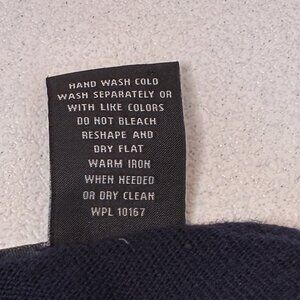 HAND WASH COLD
WASH SEPARATELY OR
WITH LIKE COLORS
DO NOT BLEACH
RESHAPE AND
DRY FLAT
WARM IRON
WHEN NEEDED
OR DRY CLEAN
WPL 10167